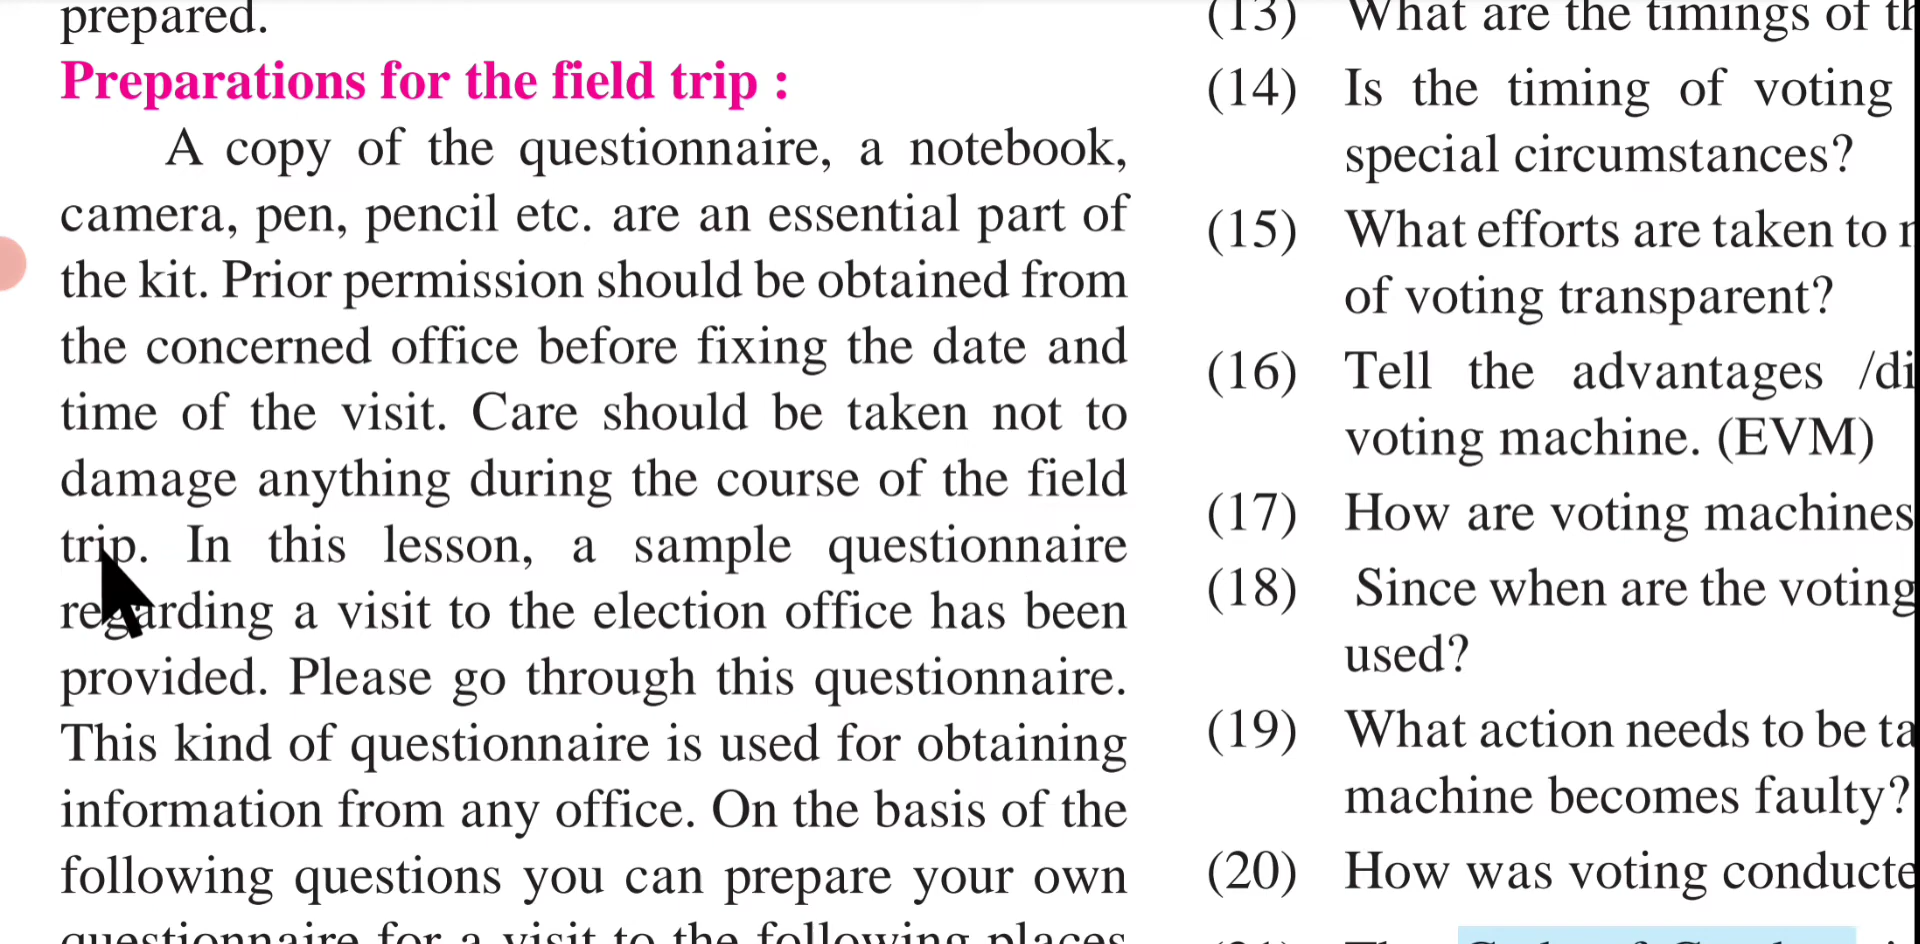 prepared.
Preparations for the field trip :
A copy of the questionnaire, a notebook,
camera, pen, pencil etc. are an essential part of
the kit. Prior permission should be obtained from
the concerned office before fixing the date and
time of the visit. Care should be taken not to
damage anything during the course of the field
trip. In this lesson, a sample questionnaire
regarding a visit to the election office has been
provided. Please go through this questionnaire.
This kind of questionnaire is used for obtaining
information from any office. On the basis of the
following questions you can prepare your own
questionnaire for a visit to the following places
(13) What are the timings of
(14) Is the timing of voting
special circumstances?
(15) What efforts are taken to
of voting transparent?
(16) Tell the advantages /
voting machine. (EVM)
(17) How are voting machines
(18) Since when are the voting
used?
(19) What action needs to be
machine becomes faulty?
(20) How was voting